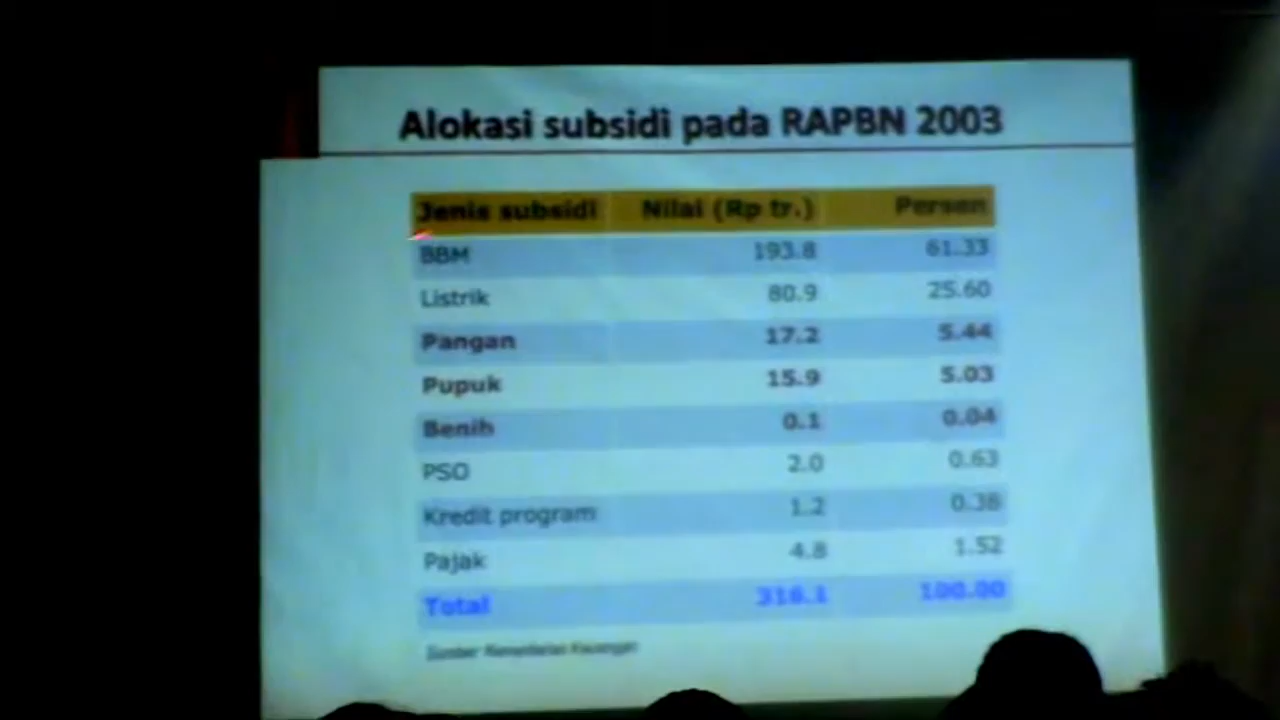 Alokasi subsidi pada RAPBN 2003
Jenis subsidi Nilai (Rp tr.) Persen
BBM 193.8 61.33
Listrik 80.9 25.60
Pangan 17.2 5.44
Pupuk 15.9 5.03
Benih 0.1 0.04
PSO 2.0 0.63
Kredit program 1.2 0.38
Pajak 4.8 1.52
Total 316.1 100.00
Sumber Kementerian Keuangan